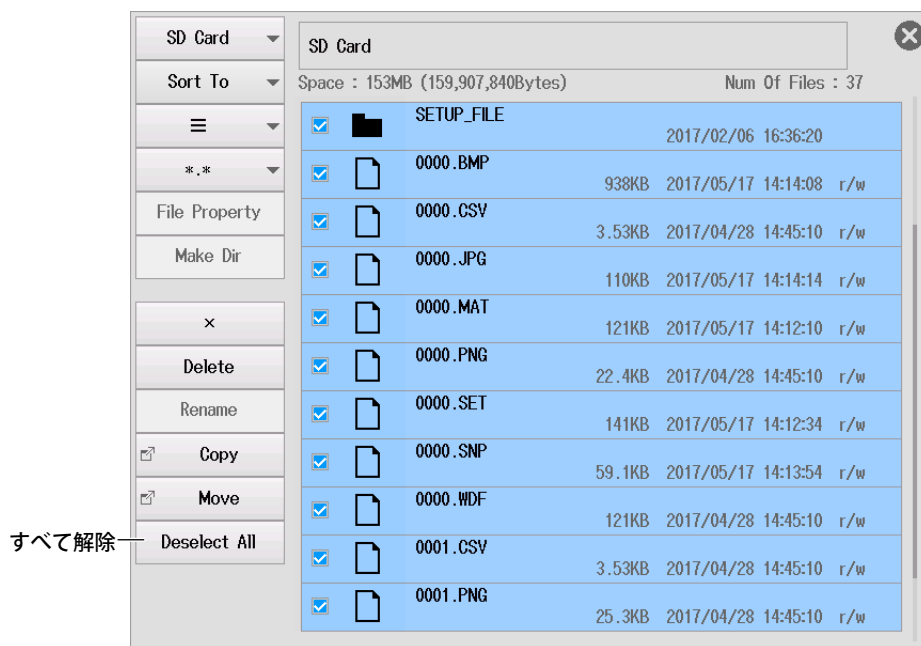 SD Card
Sort To
☰
*.*
File Property
Make Dir
×
Delete
Rename
Copy
Move
Deselect All
すべて解除
SD Card
Space : 153MB (159,907,840Bytes) Num Of Files : 37
SETUP_FILE
2017/02/06 16:36:20
0000.BMP
938KB 2017/05/17 14:14:08 r/w
0000.CSV
3.53KB 2017/04/28 14:45:10 r/w
0000.JPG
110KB 2017/05/17 14:14:14 r/w
0000.MAT
121KB 2017/05/17 14:12:10 r/w
0000.PNG
22.4KB 2017/04/28 14:45:10 r/w
0000.SET
141KB 2017/05/17 14:12:34 r/w
0000.SNP
59.1KB 2017/05/17 14:13:54 r/w
0000.WDF
121KB 2017/04/28 14:45:10 r/w
0001.CSV
3.53KB 2017/04/28 14:45:10 r/w
0001.PNG
25.3KB 2017/04/28 14:45:10 r/w